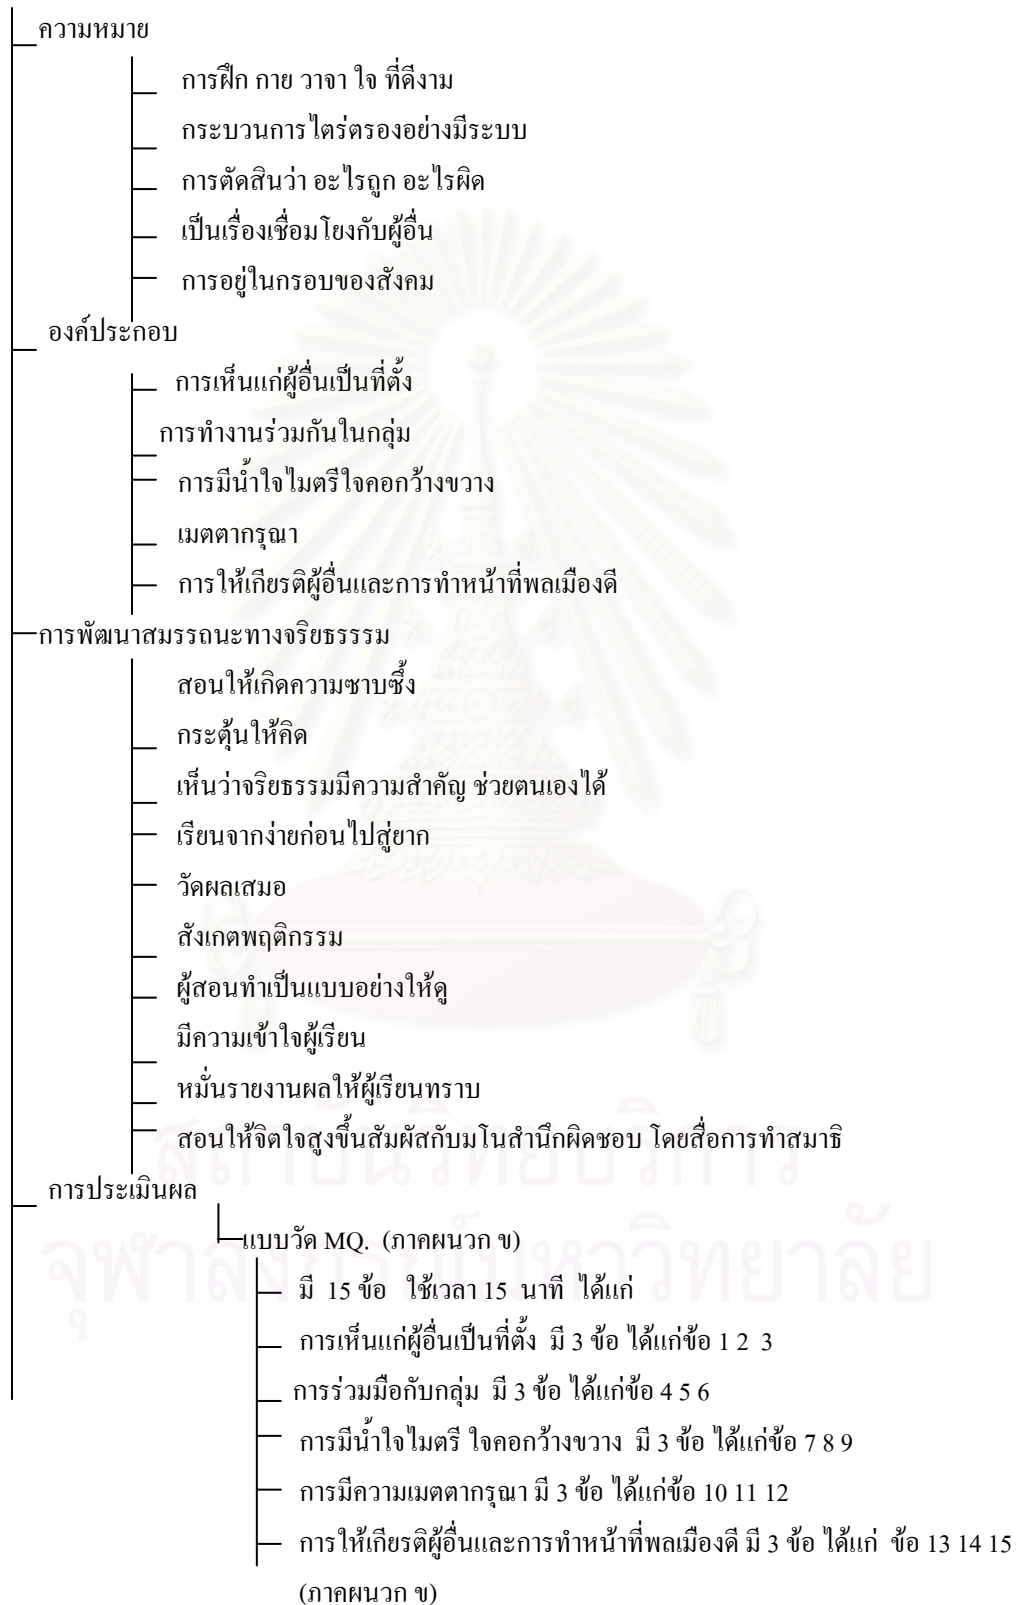 ความหมาย
การฝึก กาย วาจา ใจ ที่ดีงาม
กระบวนการไตร่ตรองอย่างมีระบบ
การตัดสินว่า อะไรถูก อะไรผิด
เป็นเรื่องเชื่อมโยงกับผู้อื่น
การอยู่ในกรอบของสังคม
องค์ประกอบ
การเห็นแก่ผู้อื่นเป็นที่ตั้ง
การทำงานร่วมกันในกลุ่ม
การมีน้ำใจไมตรีใจคอกว้างขวาง
เมตตากรุณา
การให้เกียรติผู้อื่นและการทำหน้าที่พลเมืองดี
การพัฒนาสมรรถนะทางจริยธรรรม
สอนให้เกิดความซาบซึ้ง
กระตุ้นให้คิด
เห็นว่าจริยธรรมมีความสำคัญ ช่วยตนเองได้
เรียนจากง่ายก่อนไปสู่ยาก
วัดผลเสมอ
สังเกตพฤติกรรม
ผู้สอนทำเป็นแบบอย่างให้ดู
มีความเข้าใจผู้เรียน
หมั่นรายงานผลให้ผู้เรียนทราบ
สอนให้จิตใจสูงขึ้นสัมผัสกับมโนสำนึกผิดชอบ โดยสื่อการทำสมาธิ
สถาบันวิทยบริการ
การประเมินผล
แบบวัด MQ. (ภาคผนวก ข)
จุฬาลงกรณ์มหาวิทยาลัย
มี 15 ข้อ ใช้เวลา 15 นาที ได้แก่
การเห็นแก่ผู้อื่นเป็นที่ตั้ง มี 3 ข้อ ได้แก่ข้อ 1 2 3
การร่วมมือกับกลุ่ม มี 3 ข้อ ได้แก่ข้อ 4 5 6
การมีน้ำใจไมตรี ใจคอกว้างขวาง มี 3 ข้อ ได้แก่ข้อ 7 8 9
การมีความเมตตากรุณา มี 3 ข้อ ได้แก่ข้อ 10 11 12
การให้เกียรติผู้อื่นและการทำหน้าที่พลเมืองดี มี 3 ข้อ ได้แก่ ข้อ 13 14 15
(ภาคผนวก ข)